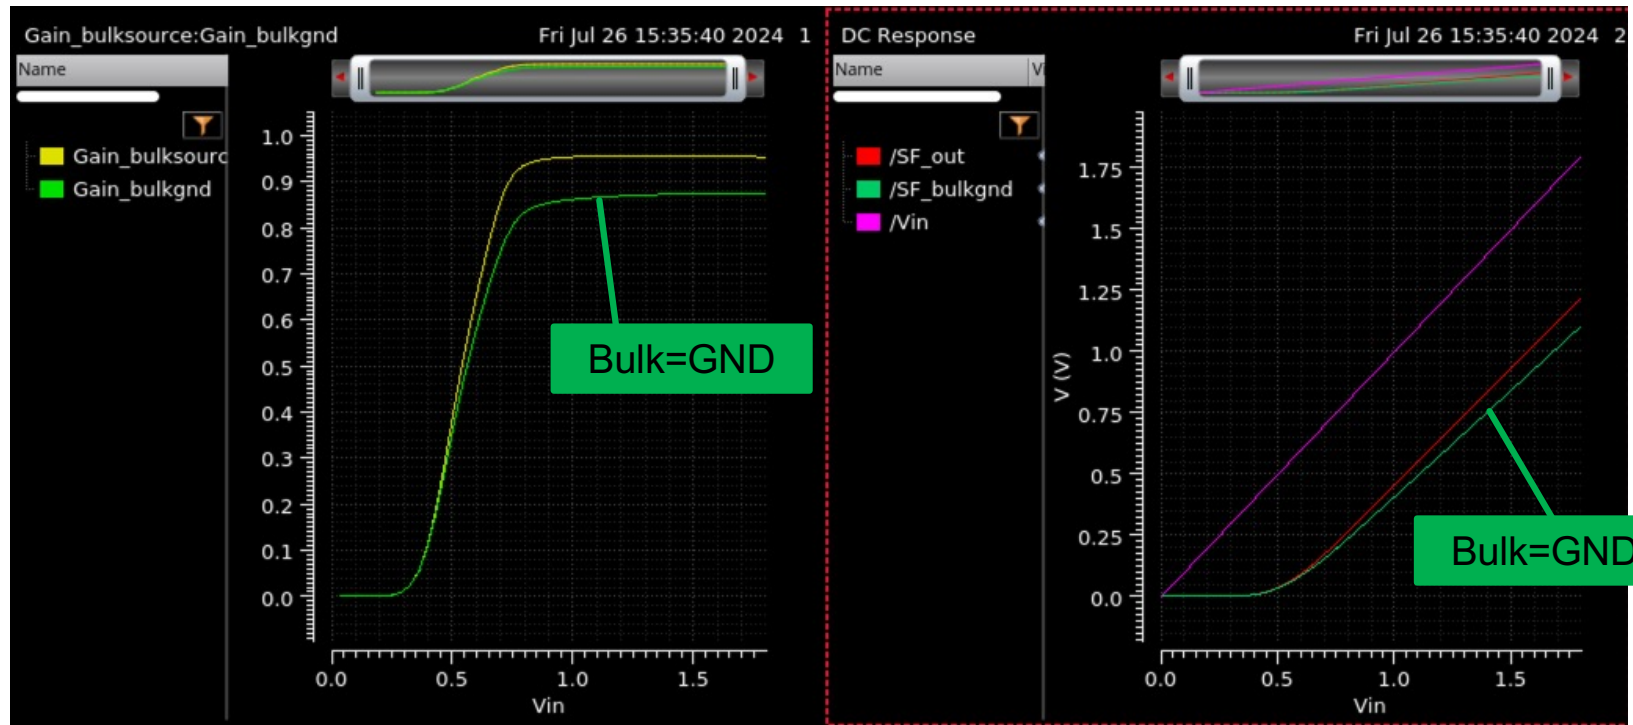 Gain_bulksource:Gain_bulkgnd
Fri Jul 26 15:35:40 2024 1
Name
Gain_bulksourc
Gain_bulkgnd
1.0
0.9
0.8
0.7
0.6
0.5
0.4
0.3
0.2
0.1
0.0
Bulk=GND
0.0 0.5 1.0 1.5
Vin
DC Response
Fri Jul 26 15:35:40 2024 2
Name Vi
/SF_out
/SF_bulkgnd
/Vin
V (V)
1.75
1.5
1.25
1.0
0.75
0.5
0.25
0.0
Bulk=GND
0.0 0.5 1.0 1.5
Vin